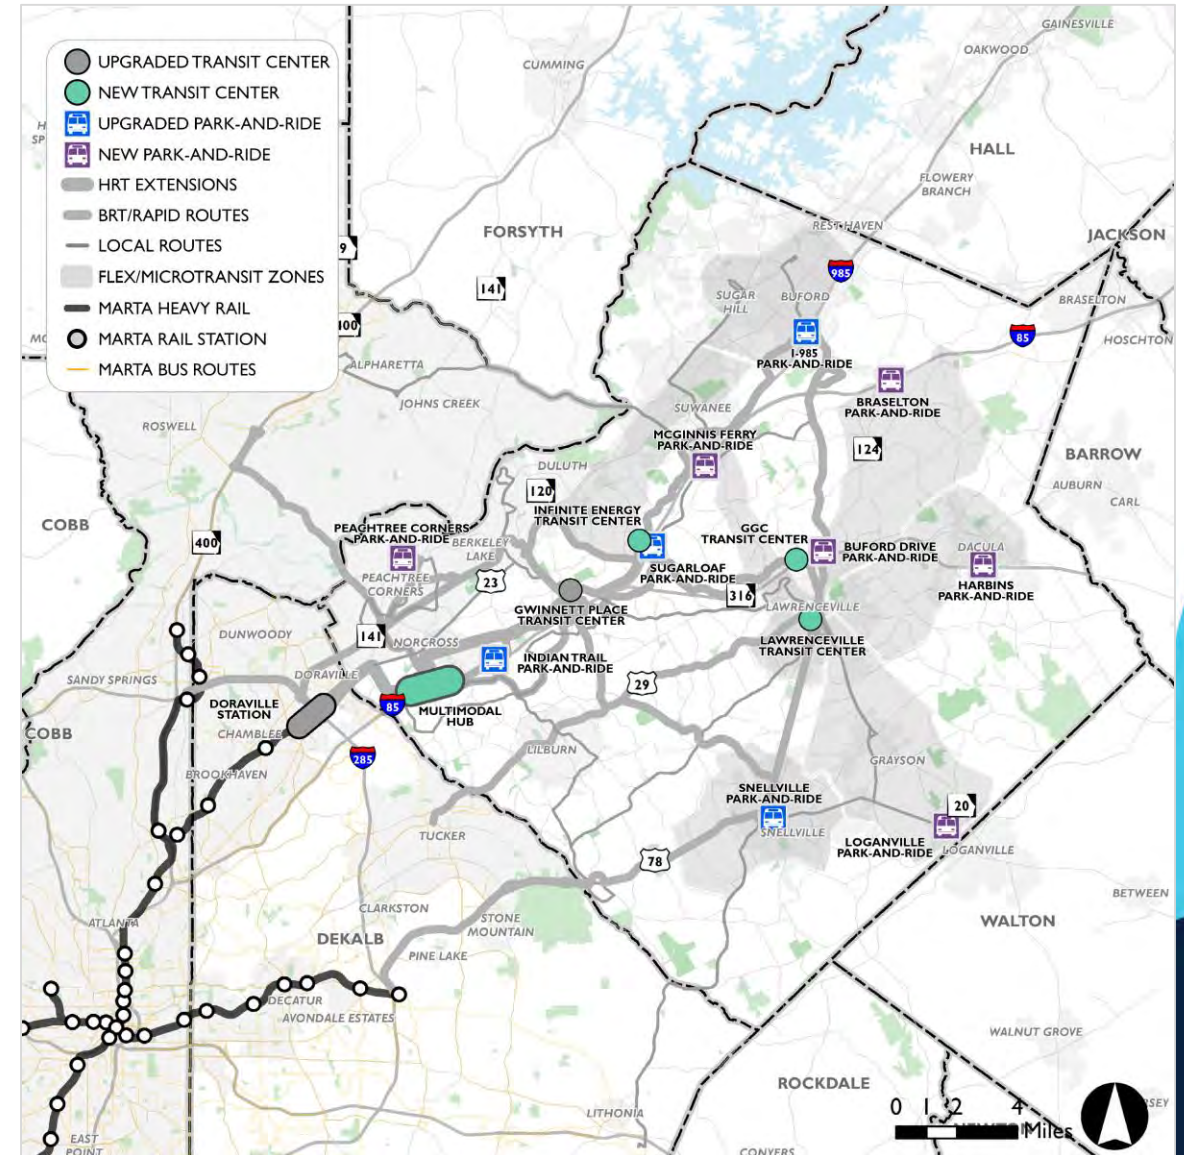 UPGRADED TRANSIT CENTER
NEW TRANSIT CENTER
UPGRADED PARK-AND-RIDE
NEW PARK-AND-RIDE
HRT EXTENSIONS
BRT/RAPID ROUTES
LOCAL ROUTES
FLEX/MICROTRANSIT ZONES
MARTA HEAVY RAIL
MARTA RAIL STATION
MARTA BUS ROUTES
GAINESVILLE
OAKWOOD
CUMMING
HALL
FLOWERY
BRANCH
REST HAVEN
FORSYTH
JACKSON
9
141
985
SUGAR
HILL
BUFORD
BRASELTON
HOSCHTON
400
85
I-985
PARK-AND-RIDE
ALPHARETTA
JOHNS CREEK
BRASELTON
PARK-AND-RIDE
ROSWELL
SUWANEE
MCGINNIS FERRY
PARK-AND-RIDE
124
BARROW
AUBURN
CARL
DULUTH
120
COBB
400
INFINITE ENERGY
TRANSIT CENTER
GGC
TRANSIT CENTER
PEACHTREE CORNERS
PARK-AND-RIDE
BERKELEY
LAKE
BUFORD DRIVE
PARK-AND-RIDE
DACULA
HARBINS
PARK-AND-RIDE
PEACHTREE
CORNERS
23
SUGARLOAF
PARK-AND-RIDE
316
GWINNETT PLACE
TRANSIT CENTER
LAWRENCEVILLE
LAWRENCEVILLE
TRANSIT CENTER
DUNWOODY
141
NORCROSS
INDIAN TRAIL
PARK-AND-RIDE
SANDY SPRINGS
DORAVILLE
29
DORAVILLE
STATION
85
MULTIMODAL
HUB
COBB
CHAMBLEE
285
LILBURN
BROOKHAVEN
GRAYSON
SNELLVILLE
PARK-AND-RIDE
SNELLVILLE
20
TUCKER
LOGANVILLE
PARK-AND-RIDE
LOGANVILLE
78
BETWEEN
CLARKSTON
STONE
MOUNTAIN
ATLANTA
DEKALB
WALTON
PINE LAKE
DECATUR
AVONDALE ESTATES
WALNUT GROVE
ROCKDALE
LITHONIA
0 1 2 4
Miles
EAST
POINT
CONYERS